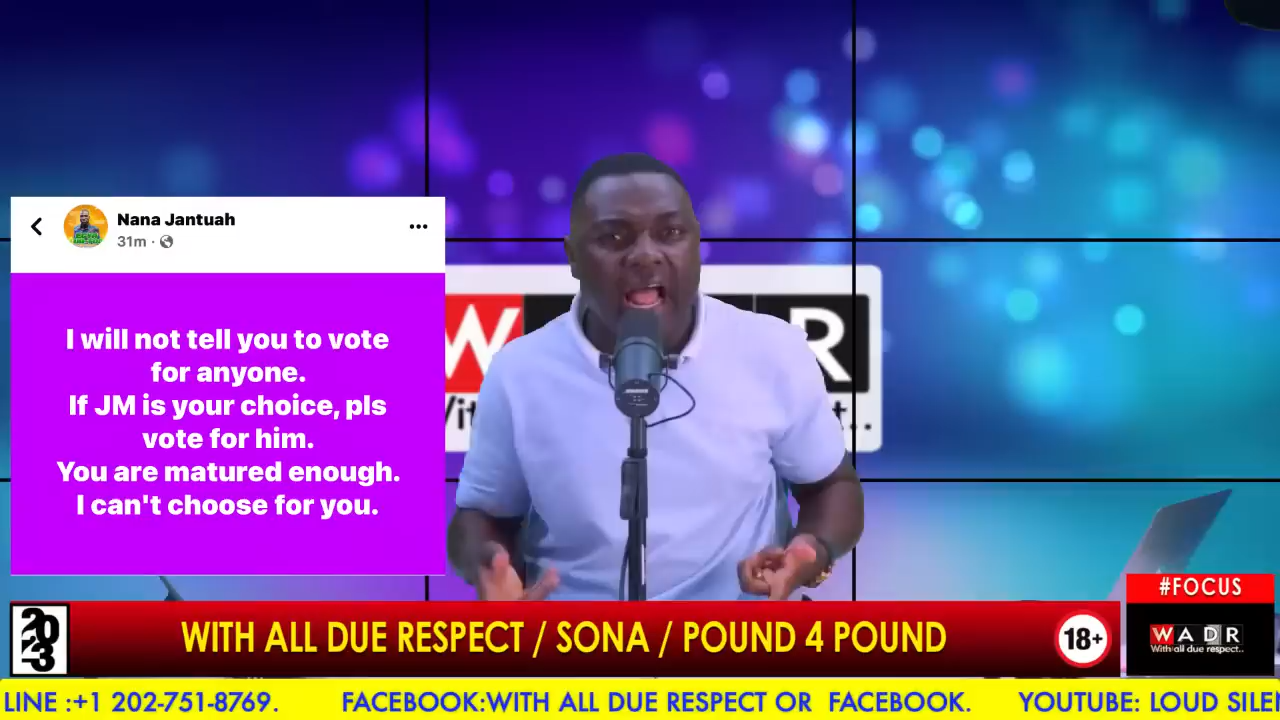 Nana Jantuah
31m
I will not tell you to vote
for anyone.
If JM is your choice, pls
vote for him.
You are matured enough.
I can't choose for you.
W R
2023
WITH ALL DUE RESPECT / SONA / POUND 4 POUND
18+
#FOCUS
WADR
With all due respect..
LINE :+1 202-751-8769. FACEBOOK:WITH ALL DUE RESPECT OR FACEBOOK. YOUTUBE: LOUD